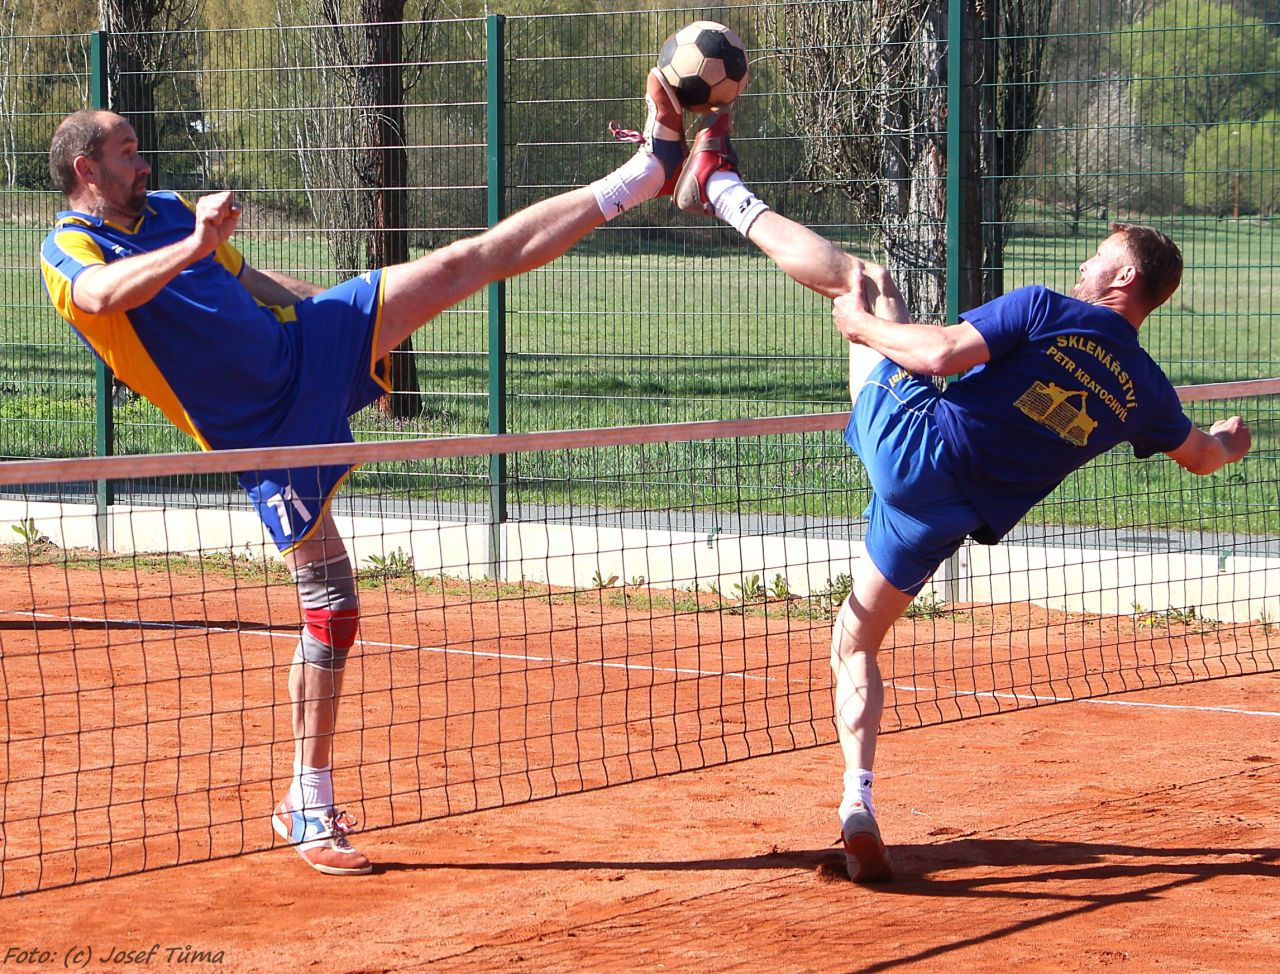 SKLENÁŘSTVÍ
PETR KRATOCHVÍL
11
Foto: (c) Josef Tůma